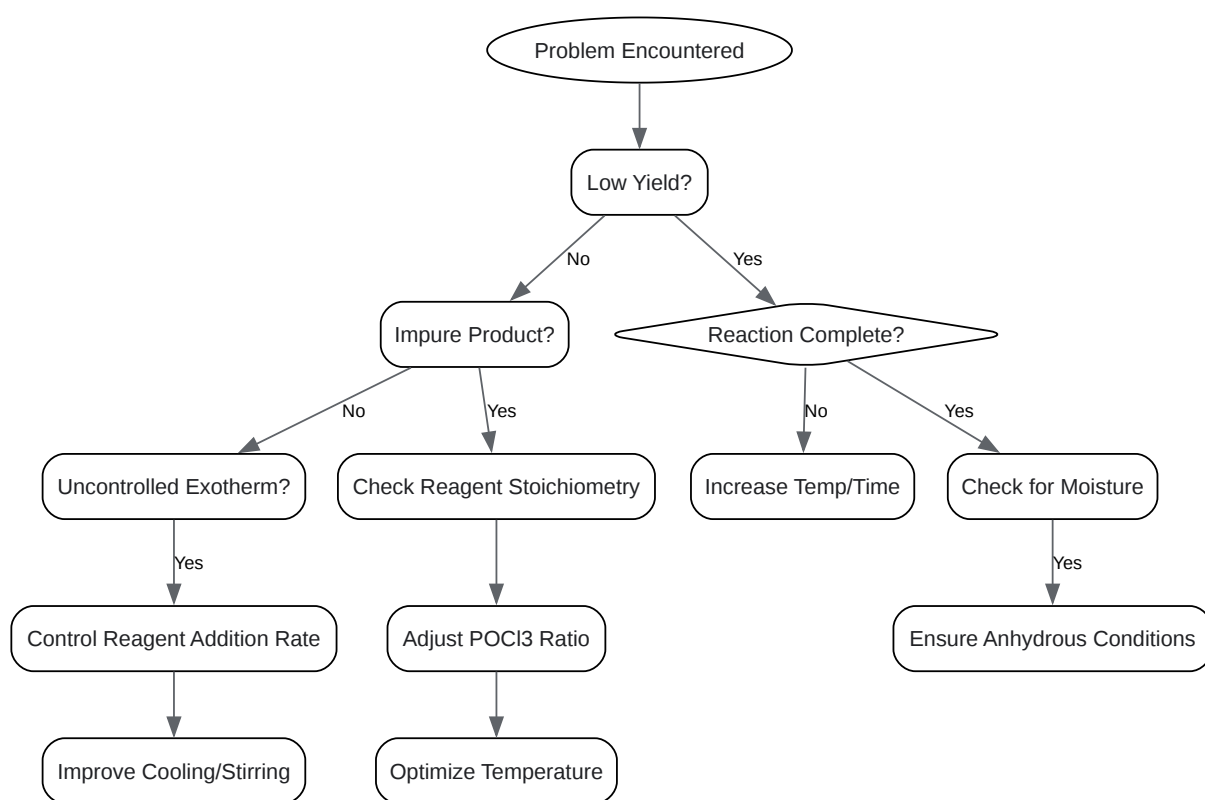 Problem Encountered
Low Yield?
No
Yes
Impure Product?
Reaction Complete?
No
Yes
No
Yes
Uncontrolled Exotherm?
Check Reagent Stoichiometry
Increase Temp/Time
Check for Moisture
Yes
Yes
Control Reagent Addition Rate
Adjust POCl3 Ratio
Ensure Anhydrous Conditions
Improve Cooling/Stirring
Optimize Temperature